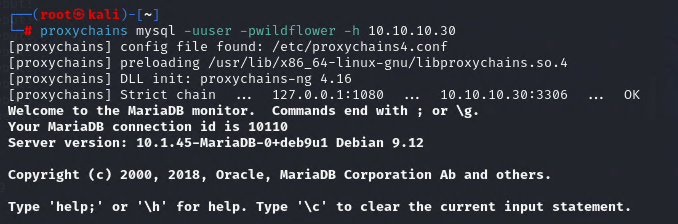 ┌──(root㉿kali)-[~]
└─# proxychains mysql -uuser -pwildflower -h 10.10.10.30
[proxychains] config file found: /etc/proxychains4.conf
[proxychains] preloading /usr/lib/x86_64-linux-gnu/libproxychains.so.4
[proxychains] DLL init: proxychains-ng 4.16
[proxychains] Strict chain  ...  127.0.0.1:1080  ...  10.10.10.30:3306  ...  OK
Welcome to the MariaDB monitor.  Commands end with ; or \g.
Your MariaDB connection id is 10110
Server version: 10.1.45-MariaDB-0+deb9u1 Debian 9.12
Copyright (c) 2000, 2018, Oracle, MariaDB Corporation Ab and others.
Type 'help;' or '\h' for help. Type '\c' to clear the current input statement.